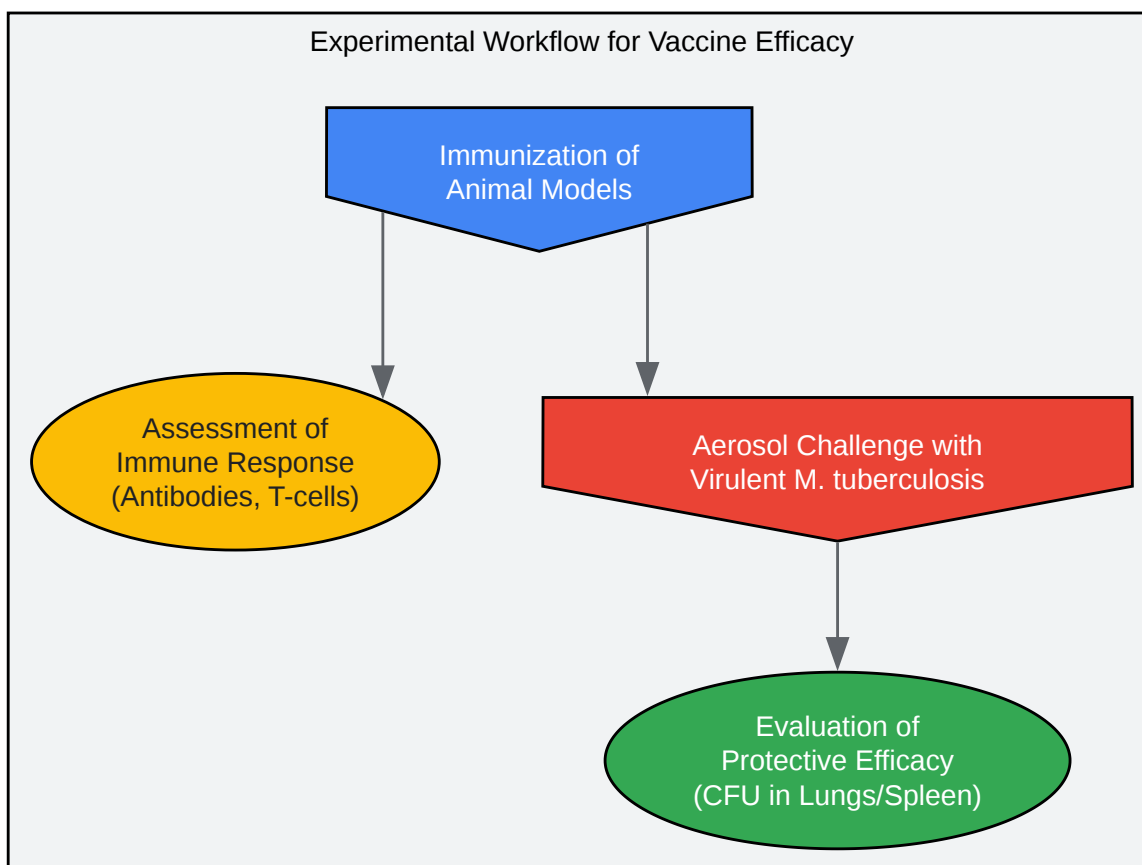 Experimental Workflow for Vaccine Efficacy
Immunization of
Animal Models
Assessment of
Immune Response
(Antibodies, T-cells)
Aerosol Challenge with
Virulent M. tuberculosis
Evaluation of
Protective Efficacy
(CFU in Lungs/Spleen)